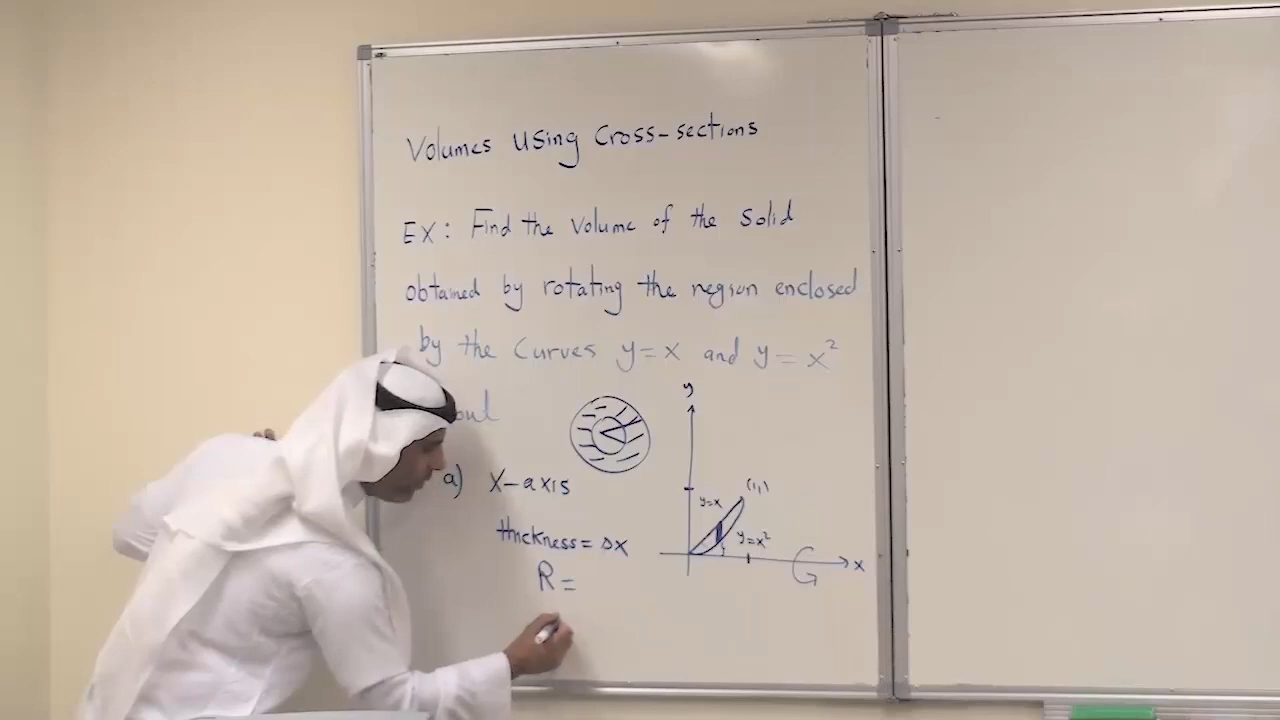 Volumes using Cross-sections
EX: Find the Volume of the Solid
obtained by rotating the region enclosed
by the Curves y=x and y=x²
a) X-axis
thickness = Δx
R=
y
(1,1)
y=x
y=x²
x